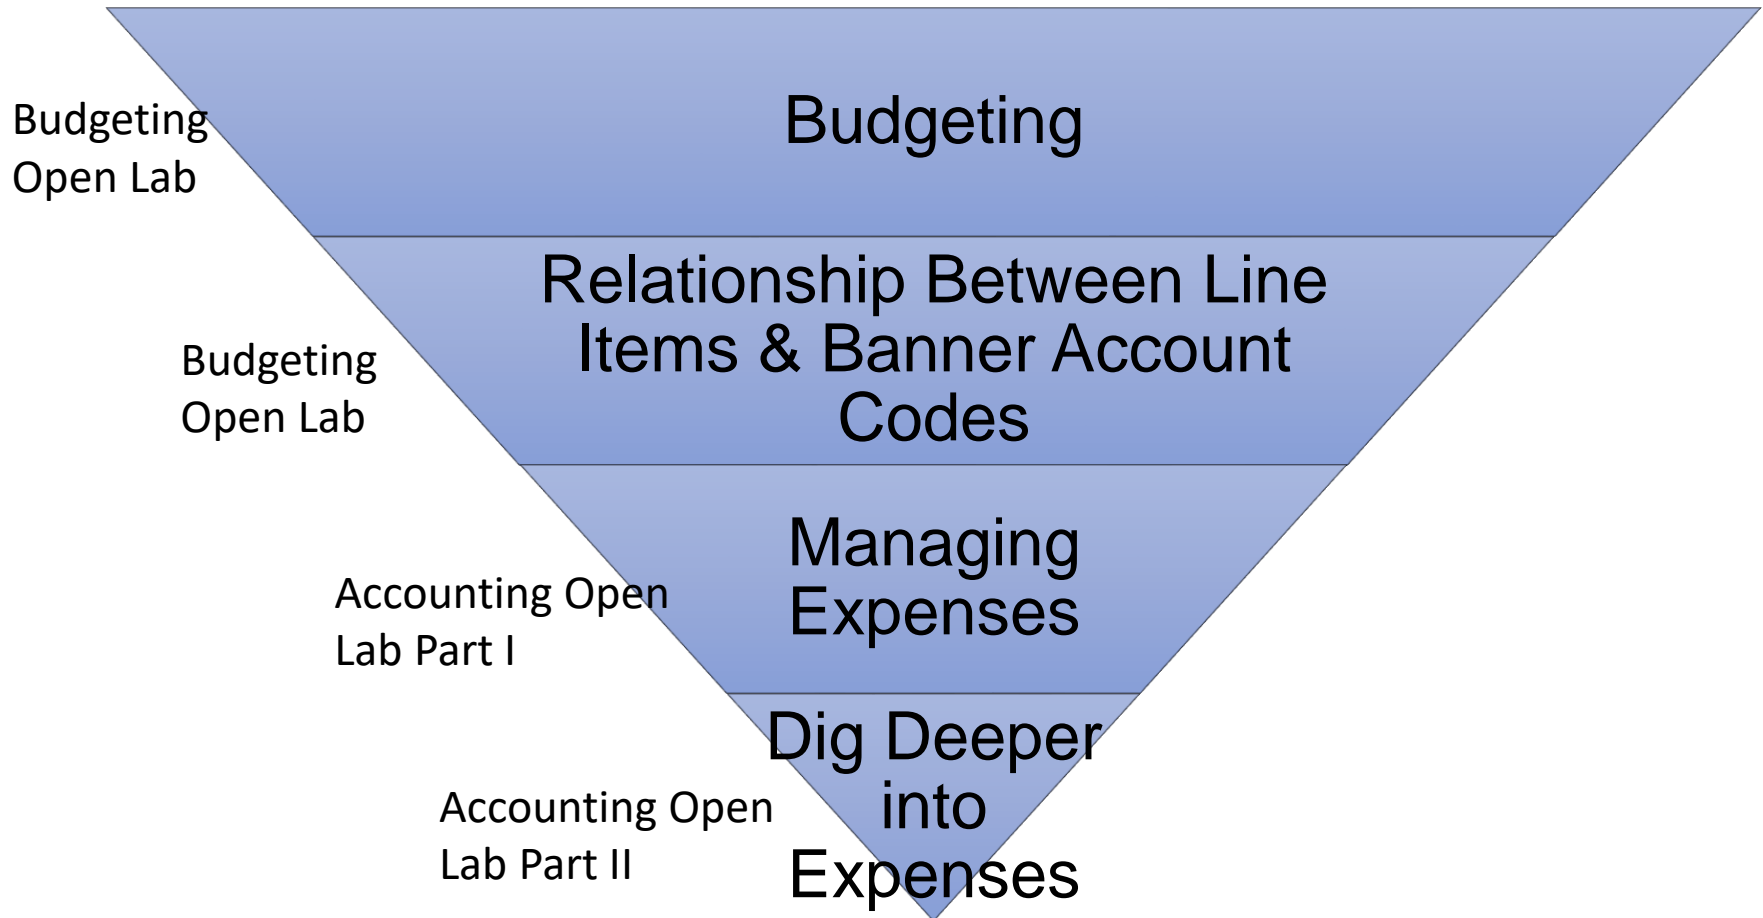 Budgeting
Open Lab
Budgeting
Budgeting
Open Lab
Relationship Between Line
Items & Banner Account
Codes
Accounting Open
Lab Part I
Managing
Expenses
Accounting Open
Lab Part II
Dig Deeper
into
Expenses